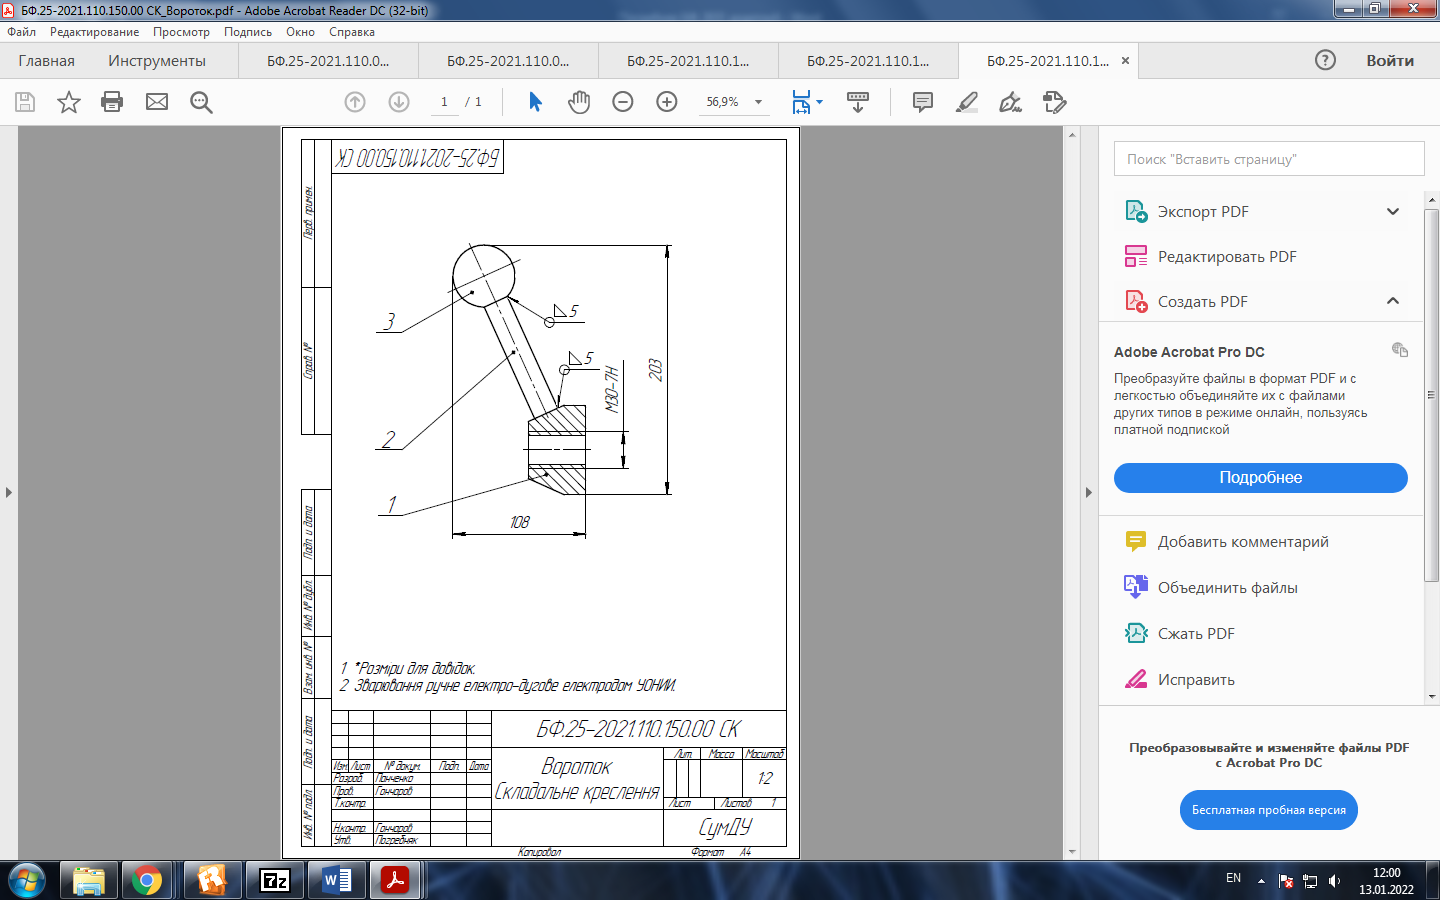 БФ.25-2021.110.150.00 СК_Вороток.pdf - Adobe Acrobat Reader DC (32-bit)
Файл Редактирование Просмотр Подпись Окно Справка
Главная Инструменты БФ.25-2021.110.0... БФ.25-2021.110.0... БФ.25-2021.110.1... БФ.25-2021.110.1... БФ.25-2021.110.1... × Войти
1 / 1 56,9%
БФ.25-2021.110.150.00 СК
Перв. примен.
Справ. №
Подп. и дата
Инв. № дубл.
Взам. инв. №
Подп. и дата
Инв. № подл.
3
5
5
М30-7Н
203
2
1
108
1 *Розміри для довідок.
2 Зварювання ручне електро-дугове електродом УОНИИ.
БФ.25-2021.110.150.00 СК
Изм. Лист № докум. Подп. Дата
Разраб. Панченко
Пров. Гончаров
Т.контр.
Н.контр. Гончаров
Утв. Погребняк
Вороток
Складальне креслення
Лит. Масса Масштаб
1:2
Лист Листов 1
СумДУ
Копировал Формат А4
Поиск "Вставить страницу"
Экспорт PDF
Редактировать PDF
Создать PDF
Adobe Acrobat Pro DC
Преобразуйте файлы в формат PDF и с
легкостью объединяйте их с файлами
других типов в режиме онлайн, пользуясь
платной подпиской
Подробнее
Добавить комментарий
Объединить файлы
Сжать PDF
Исправить
Преобразовывайте и изменяйте файлы PDF
с Acrobat Pro DC
Бесплатная пробная версия
EN 12:00
13.01.2022